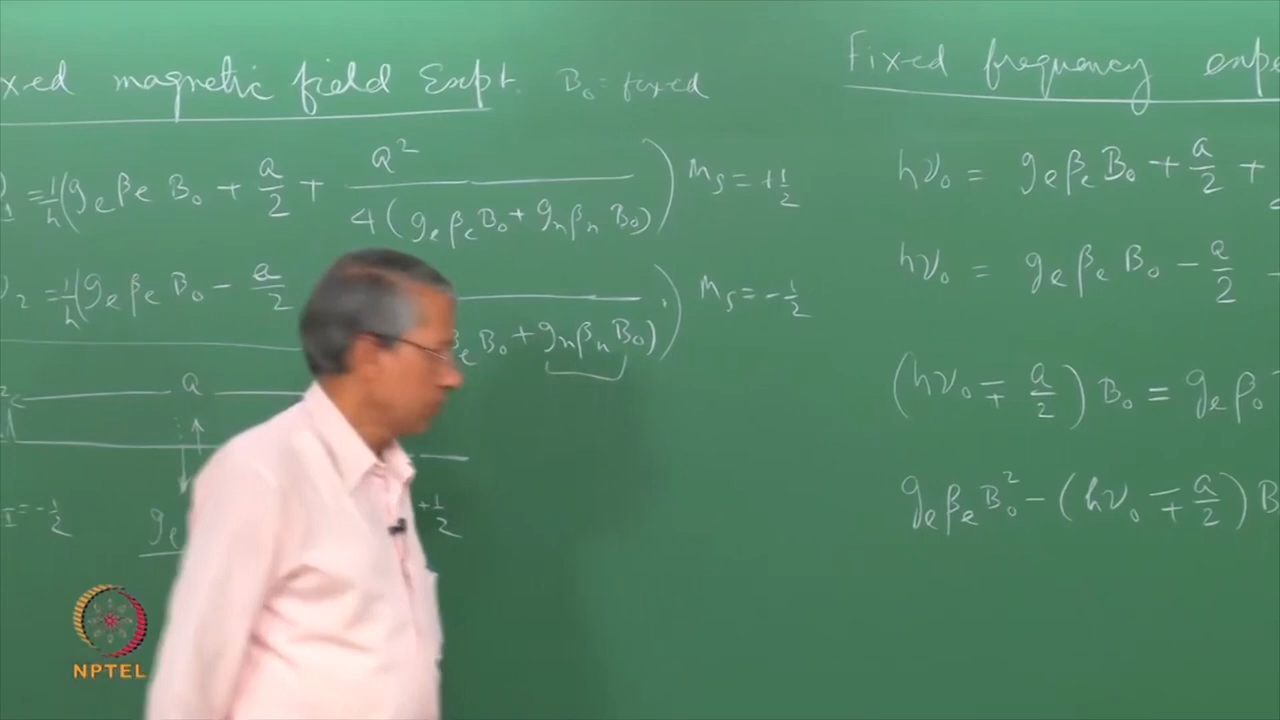 xed magnetic field Expt. B₀ = fixed
ν₁ = 1/h (gₑβₑB₀ + a/2 + a²/4(gₑβₑB₀ + gₙβₙB₀)) Mₛ = +1/2
ν₂ = 1/h (gₑβₑB₀ − a/2 βₑB₀ + gₙβₙB₀)) Mₛ = −1/2
a
I = −1/2 gₑ +1/2
Fixed frequency expe
hν₀ = gₑβₑB₀ + a/2 +
hν₀ = gₑβₑB₀ − a/2 −
(hν₀ ∓ a/2) B₀ = gₑβ₀
gₑβₑB₀² − (hν₀ ∓ a/2) B
NPTEL